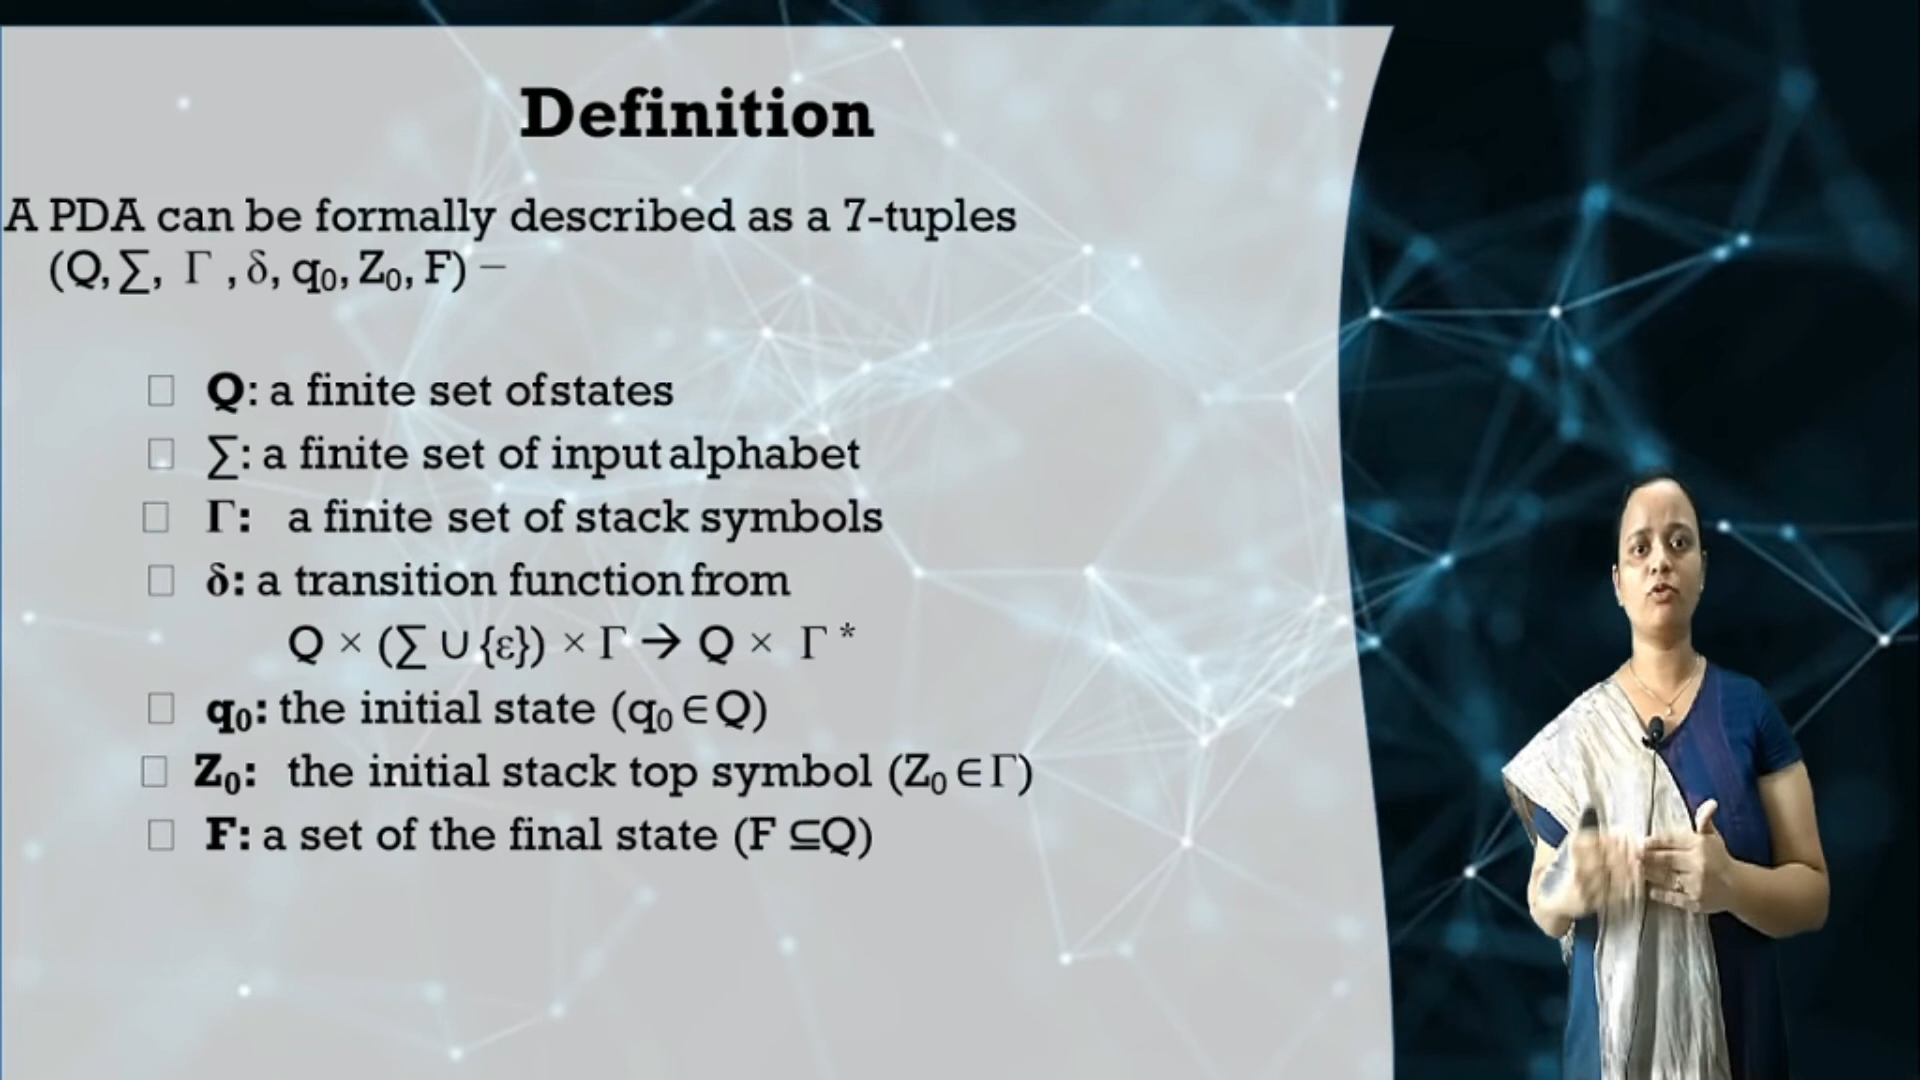 Definition
A PDA can be formally described as a 7-tuples
(Q, ∑, Γ , δ, q₀, Z₀, F) −
Q: a finite set ofstates
∑: a finite set of input alphabet
Γ: a finite set of stack symbols
δ: a transition function from
Q × (∑ ∪ {ε}) × Γ → Q × Γ *
q₀: the initial state (q₀ ∈ Q)
Z₀: the initial stack top symbol (Z₀ ∈ Γ)
F: a set of the final state (F ⊆Q)